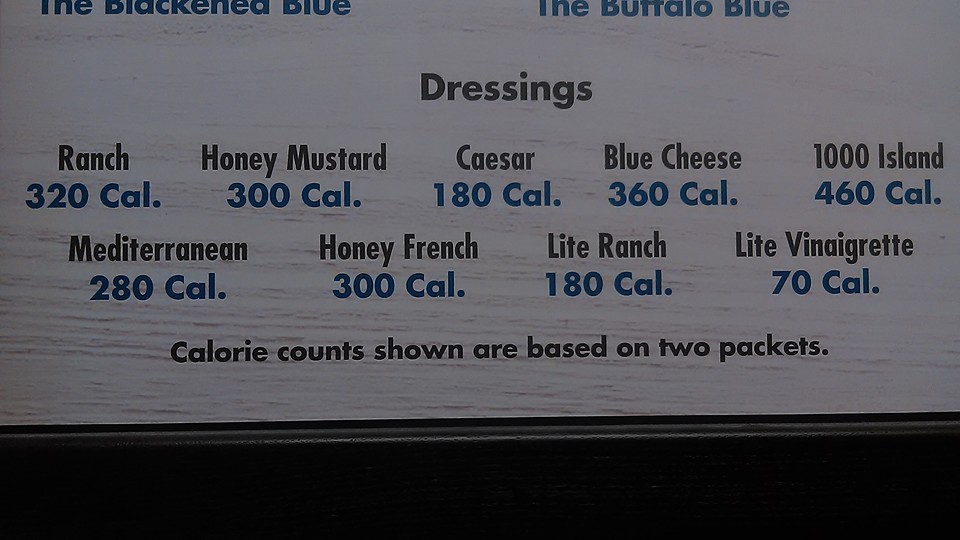 The Blackened Blue The Buffalo Blue
Dressings
Ranch Honey Mustard Caesar Blue Cheese 1000 Island
320 Cal. 300 Cal. 180 Cal. 360 Cal. 460 Cal.
Mediterranean Honey French Lite Ranch Lite Vinaigrette
280 Cal. 300 Cal. 180 Cal. 70 Cal.
Calorie counts shown are based on two packets.